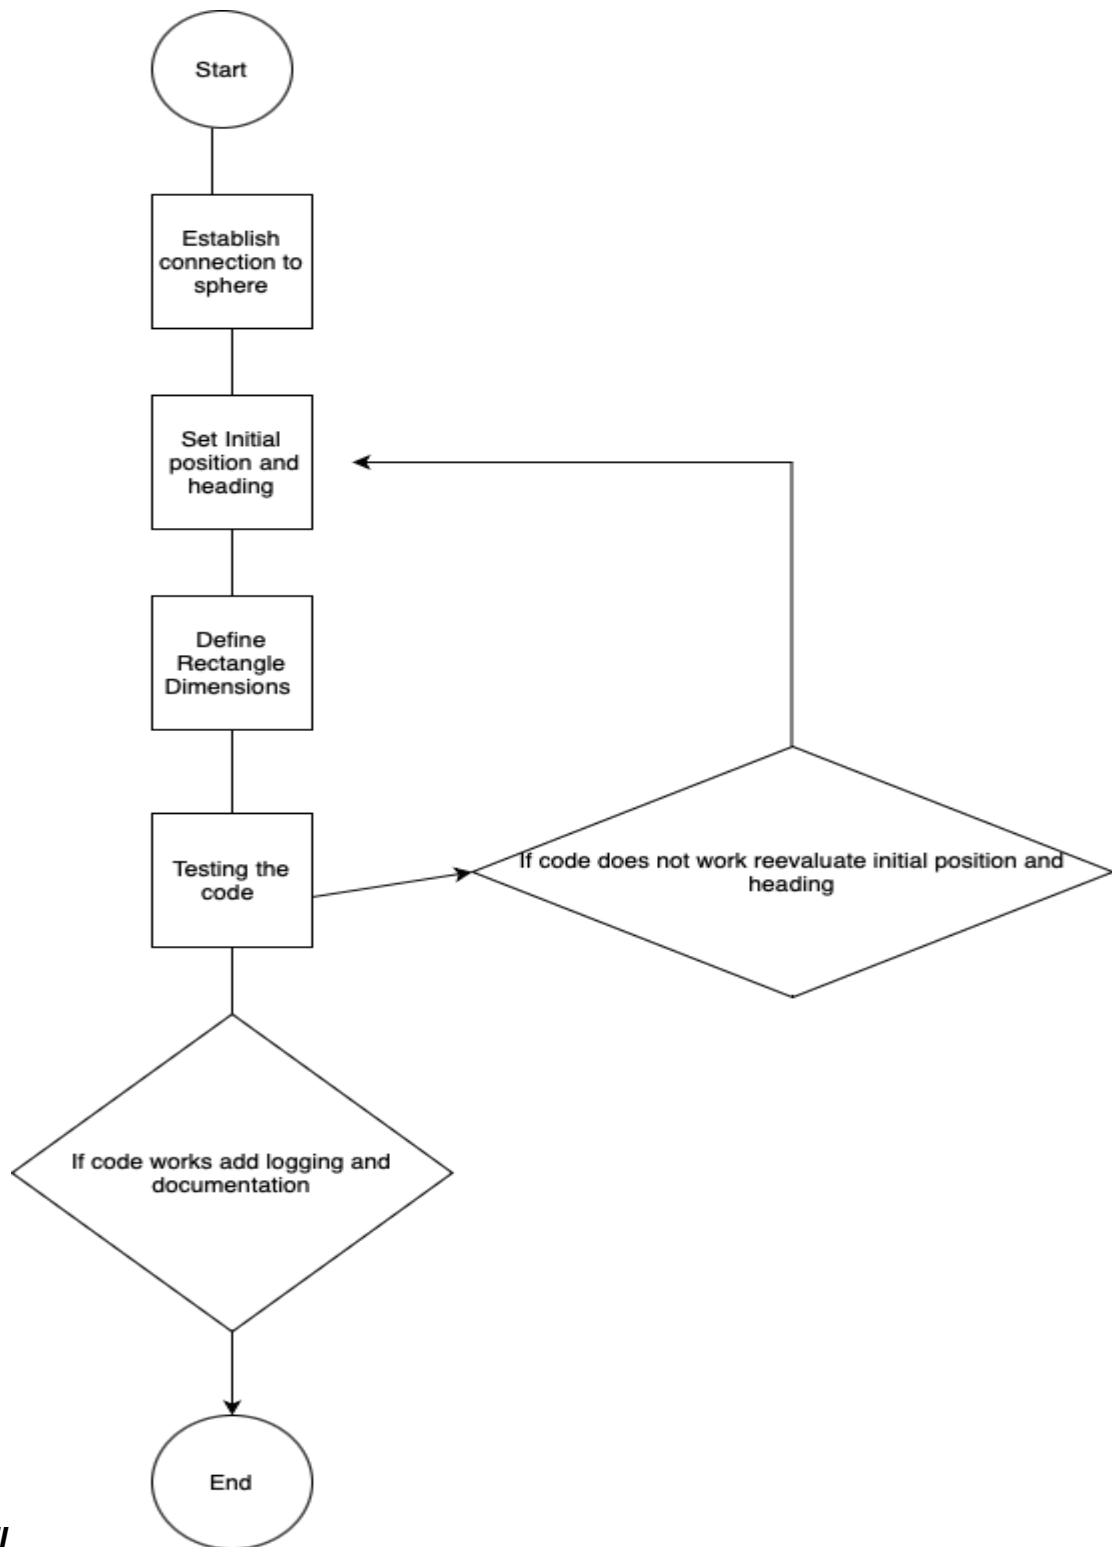 Start
Establish
connection to
sphere
Set Initial
position and
heading
Define
Rectangle
Dimensions
Testing the
code
If code does not work reevaluate initial position and
heading
If code works add logging and
documentation
End